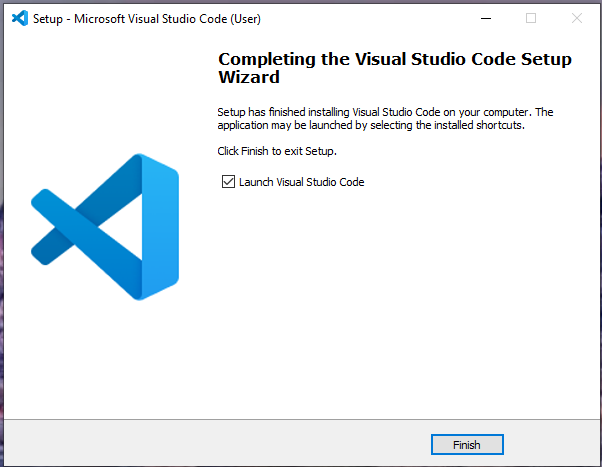 Setup - Microsoft Visual Studio Code (User)
Completing the Visual Studio Code Setup
Wizard
Setup has finished installing Visual Studio Code on your computer. The
application may be launched by selecting the installed shortcuts.
Click Finish to exit Setup.
Launch Visual Studio Code
Finish